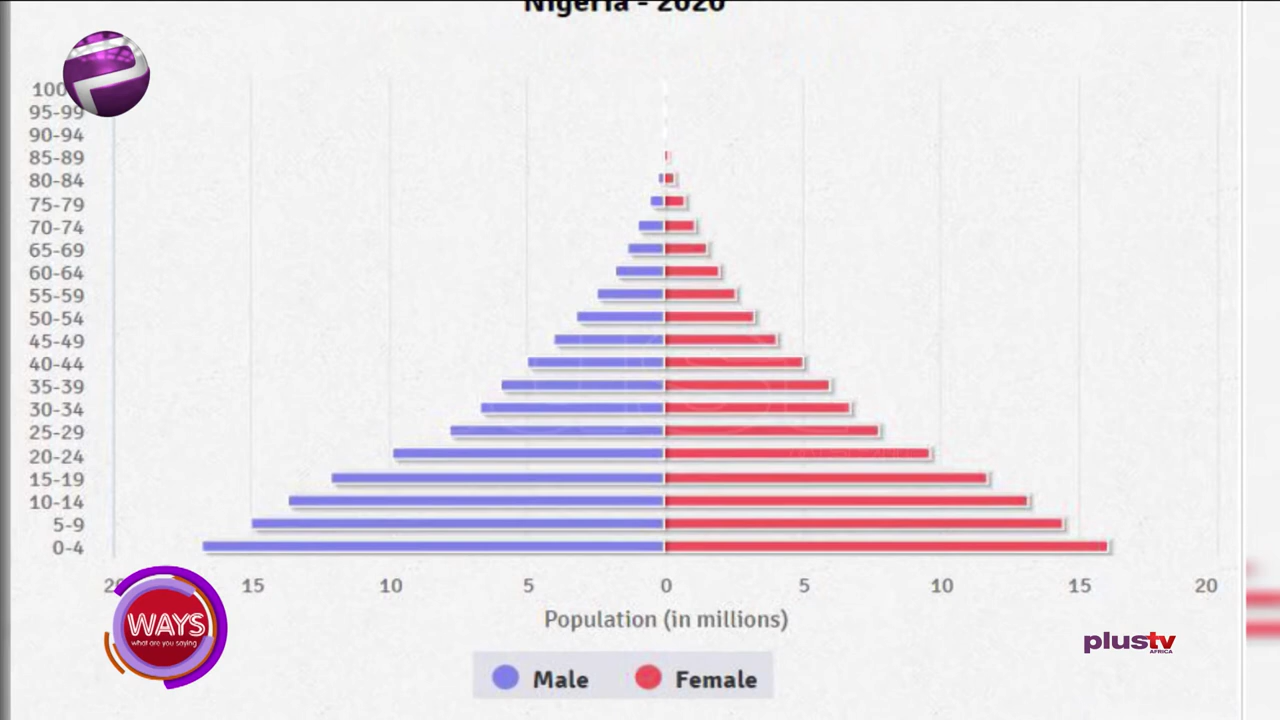 Nigeria - 2020
100
95-99
90-94
85-89
80-84
75-79
70-74
65-69
60-64
55-59
50-54
45-49
40-44
35-39
30-34
25-29
20-24
15-19
10-14
5-9
0-4
20 15 10 5 0 5 10 15 20
Population (in millions)
Male Female
WAYS
what are you saying
plustv
AFRICA